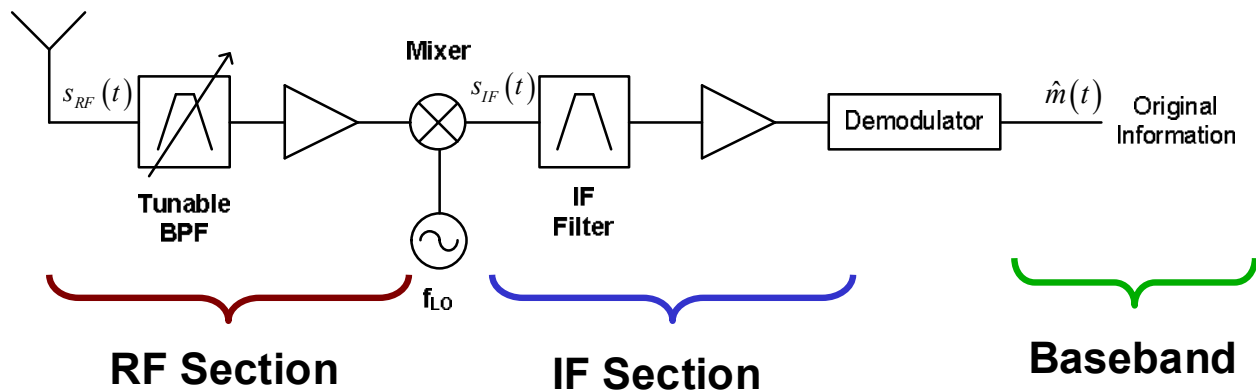 Mixer
s_RF(t)
s_IF(t)
m̂(t)
Original
Information
Demodulator
Tunable
BPF
IF
Filter
f_LO
RF Section
IF Section
Baseband